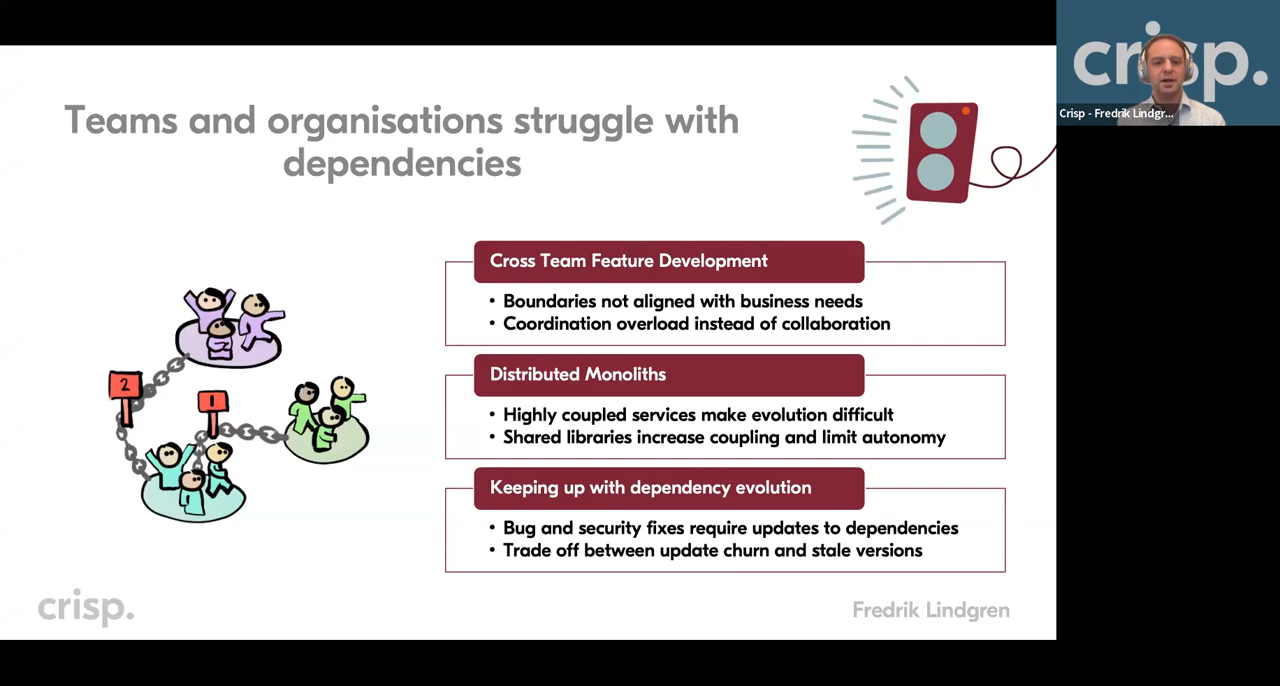 Teams and organisations struggle with
dependencies
Cross Team Feature Development
• Boundaries not aligned with business needs
• Coordination overload instead of collaboration
Distributed Monoliths
• Highly coupled services make evolution difficult
• Shared libraries increase coupling and limit autonomy
Keeping up with dependency evolution
• Bug and security fixes require updates to dependencies
• Trade off between update churn and stale versions
2
1
crisp.
Fredrik Lindgren
crisp.
Crisp - Fredrik Lindgr...